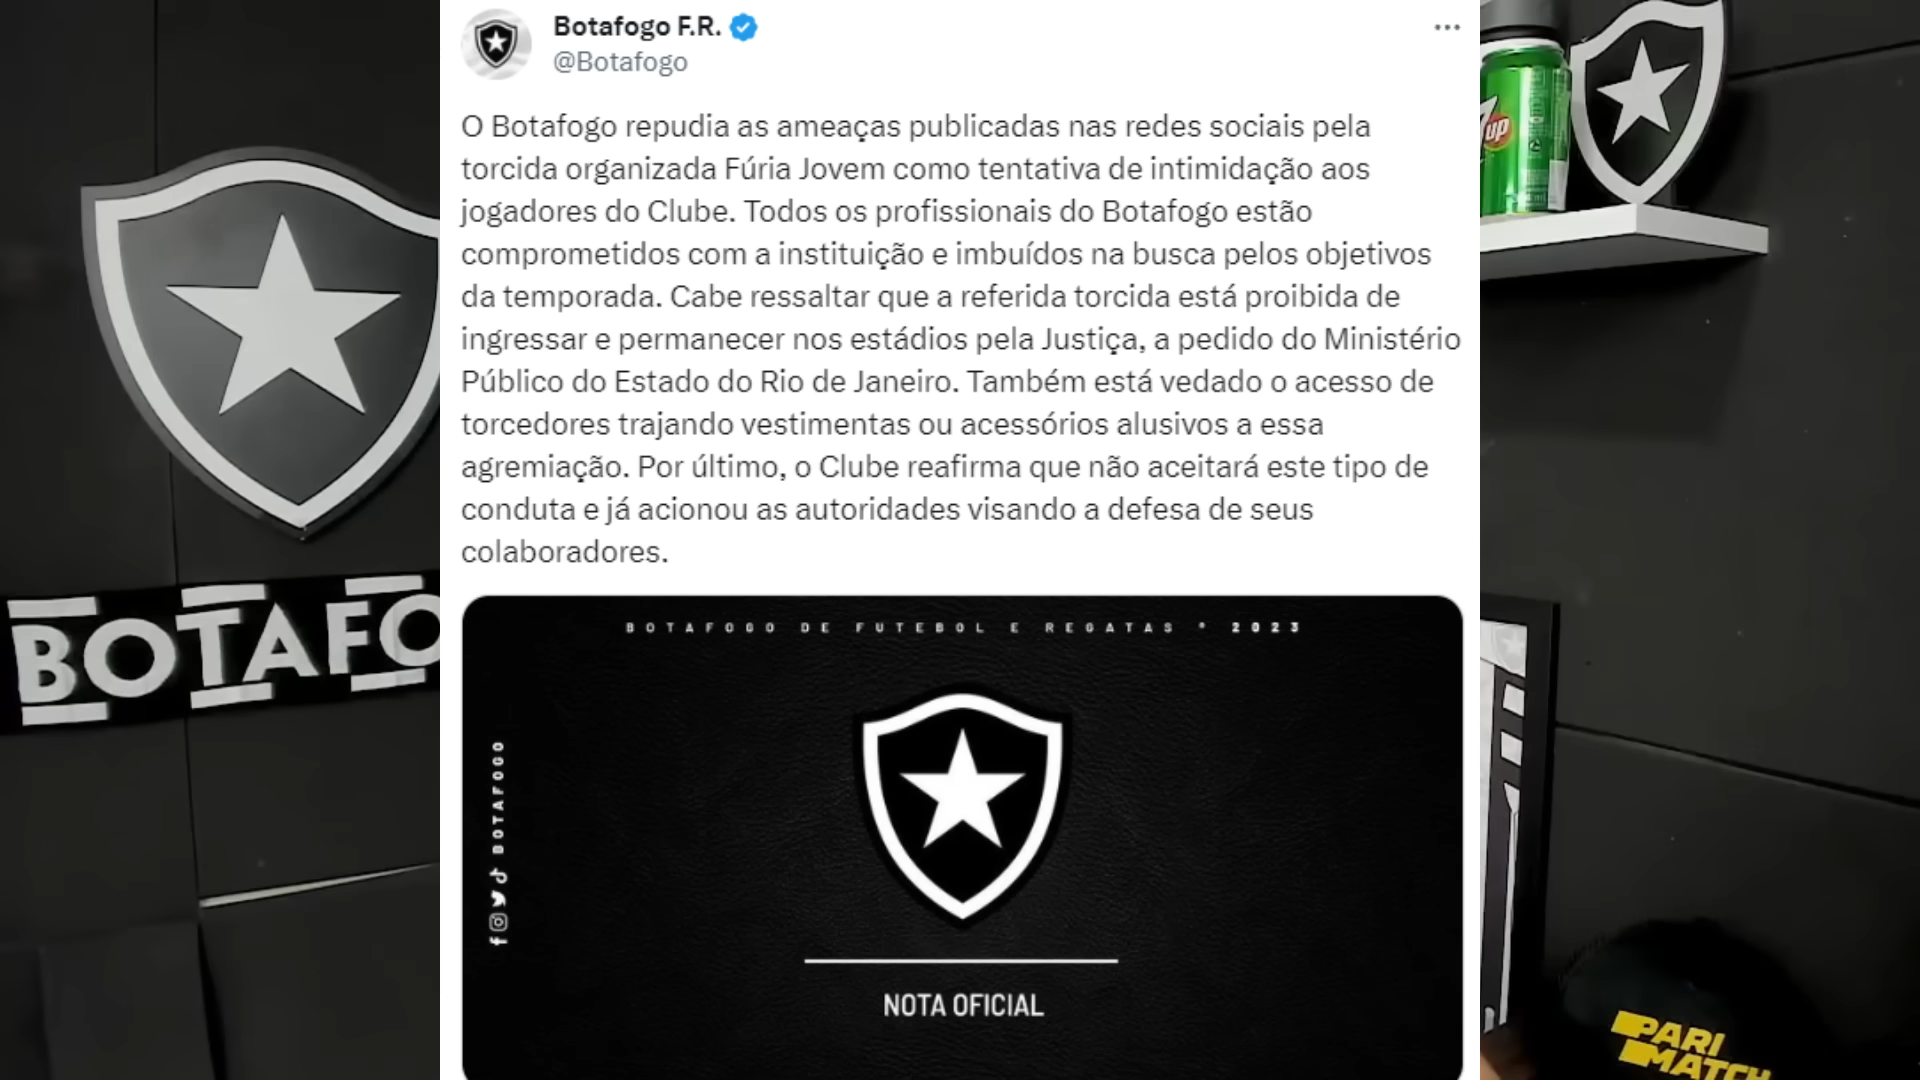 Botafogo F.R.
@Botafogo
O Botafogo repudia as ameaças publicadas nas redes sociais pela
torcida organizada Fúria Jovem como tentativa de intimidação aos
jogadores do Clube. Todos os profissionais do Botafogo estão
comprometidos com a instituição e imbuídos na busca pelos objetivos
da temporada. Cabe ressaltar que a referida torcida está proibida de
ingressar e permanecer nos estádios pela Justiça, a pedido do Ministério
Público do Estado do Rio de Janeiro. Também está vedado o acesso de
torcedores trajando vestimentas ou acessórios alusivos a essa
agremiação. Por último, o Clube reafirma que não aceitará este tipo de
conduta e já acionou as autoridades visando a defesa de seus
colaboradores.
BOTAFOGO DE FUTEBOL E REGATAS * 2023
BOTAFOGO
NOTA OFICIAL
BOTAFO
7up
PARI
MATCH